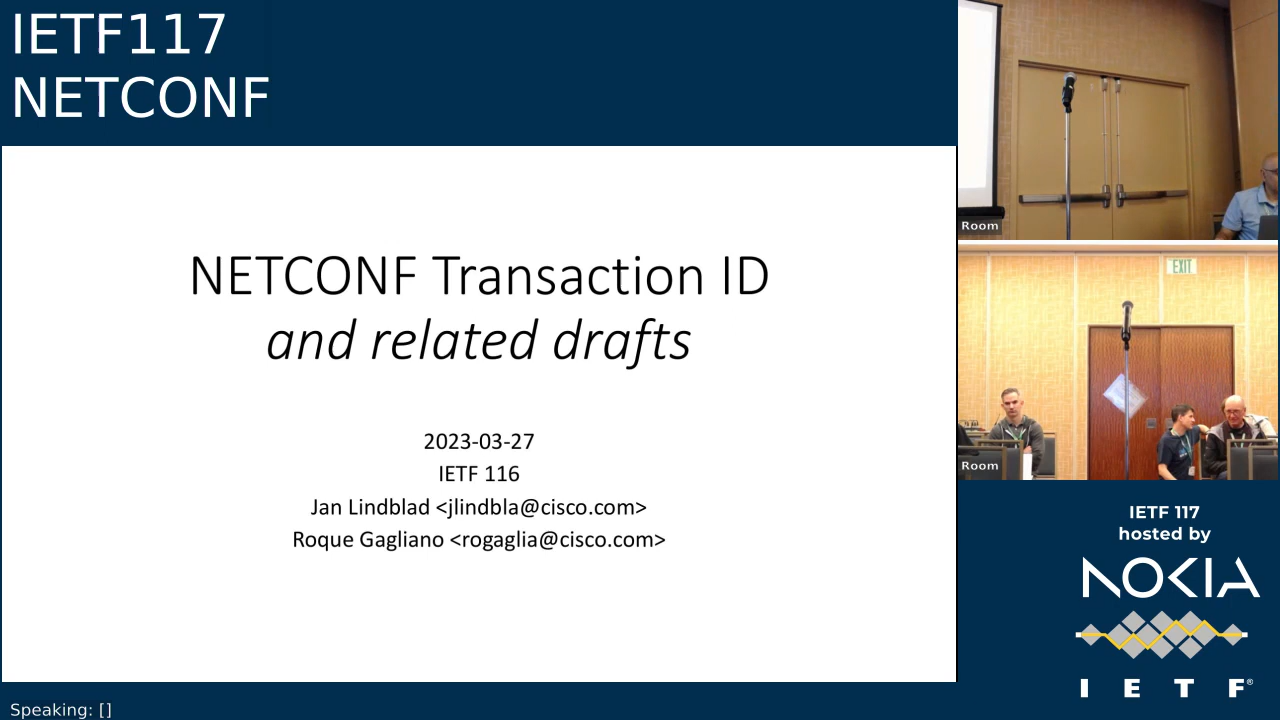 IETF117
NETCONF
NETCONF Transaction ID
and related drafts
2023-03-27
IETF 116
Jan Lindblad <jlindbla@cisco.com>
Roque Gagliano <rogaglia@cisco.com>
Room
EXIT
Room
IETF 117
hosted by
NOKIA
I E T F®
Speaking: []